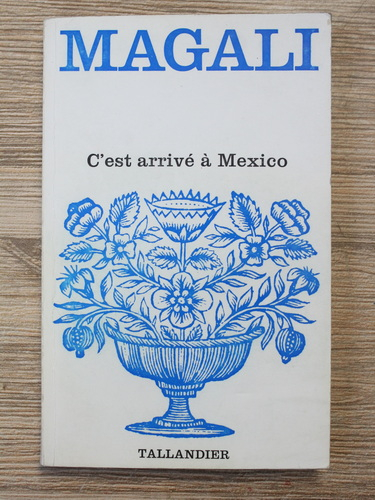 MAGALI
C'est arrivé à Mexico
TALLANDIER